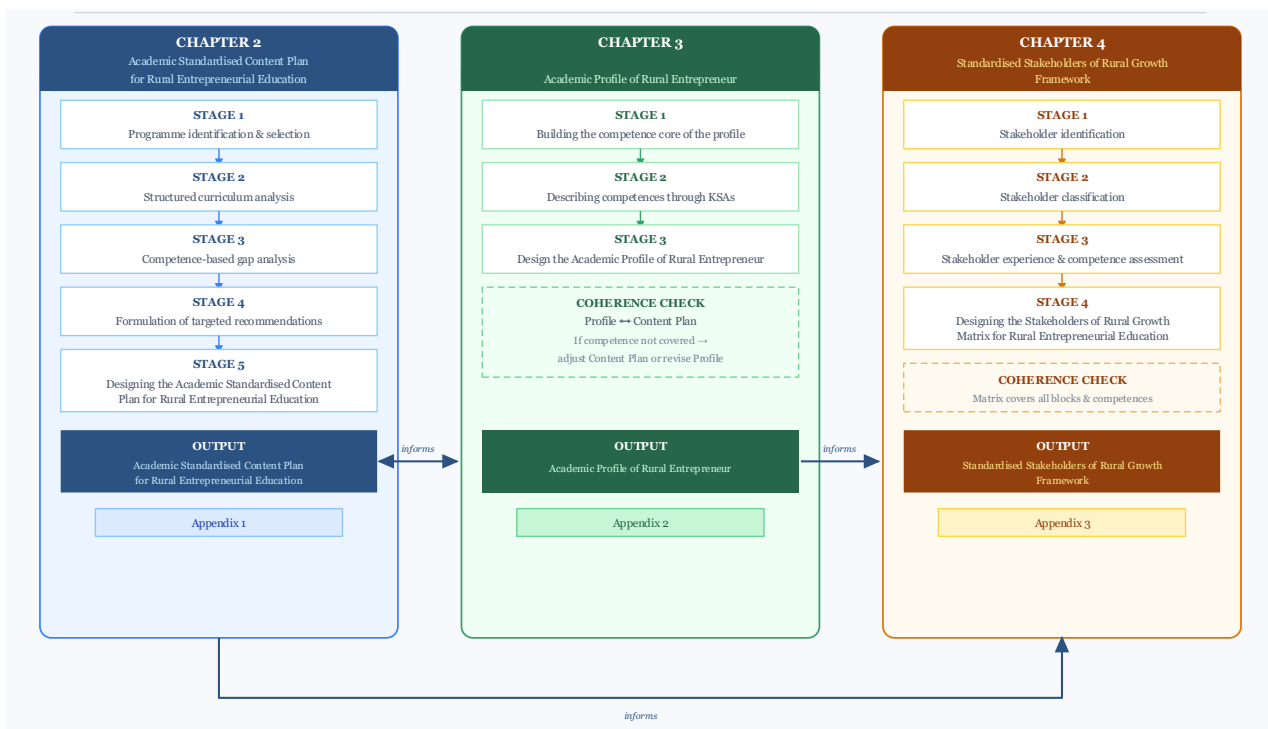 CHAPTER 2
Academic Standardised Content Plan
for Rural Entrepreneurial Education
STAGE 1
Programme identification & selection
STAGE 2
Structured curriculum analysis
STAGE 3
Competence-based gap analysis
STAGE 4
Formulation of targeted recommendations
STAGE 5
Designing the Academic Standardised Content
Plan for Rural Entrepreneurial Education
OUTPUT
Academic Standardised Content Plan
for Rural Entrepreneurial Education
Appendix 1
informs
CHAPTER 3
Academic Profile of Rural Entrepreneur
STAGE 1
Building the competence core of the profile
STAGE 2
Describing competences through KSAs
STAGE 3
Design the Academic Profile of Rural Entrepreneur
COHERENCE CHECK
Profile ↔ Content Plan
If competence not covered →
adjust Content Plan or revise Profile
OUTPUT
Academic Profile of Rural Entrepreneur
Appendix 2
informs
CHAPTER 4
Standardised Stakeholders of Rural Growth
Framework
STAGE 1
Stakeholder identification
STAGE 2
Stakeholder classification
STAGE 3
Stakeholder experience & competence assessment
STAGE 4
Designing the Stakeholders of Rural Growth
Matrix for Rural Entrepreneurial Education
COHERENCE CHECK
Matrix covers all blocks & competences
OUTPUT
Standardised Stakeholders of Rural Growth
Framework
Appendix 3
informs